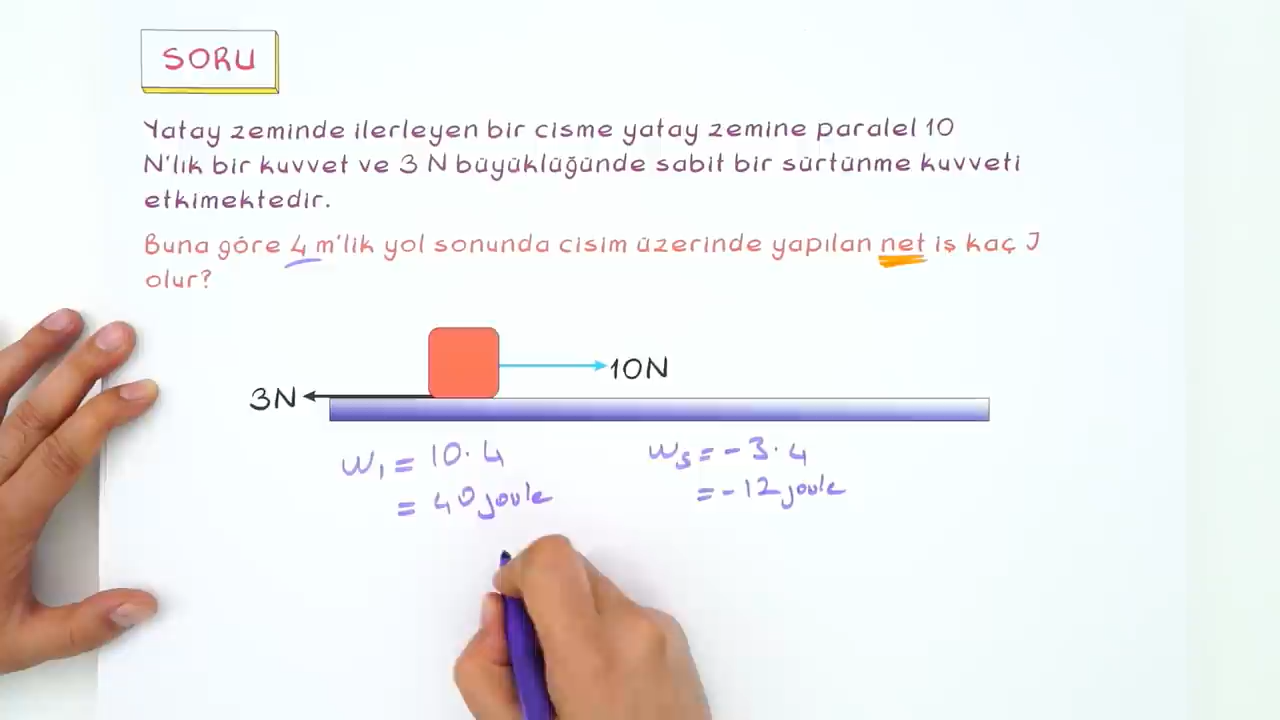 SORU
Yatay zeminde ilerleyen bir cisme yatay zemine paralel 10
N'lik bir kuvvet ve 3 N büyüklüğünde sabit bir sürtünme kuvveti
etkimektedir.
Buna göre 4 m'lik yol sonunda cisim üzerinde yapılan net iş kaç J
olur?
10N
3N
W₁ = 10.4
= 40 joule
Ws = -3.4
= -12 joule